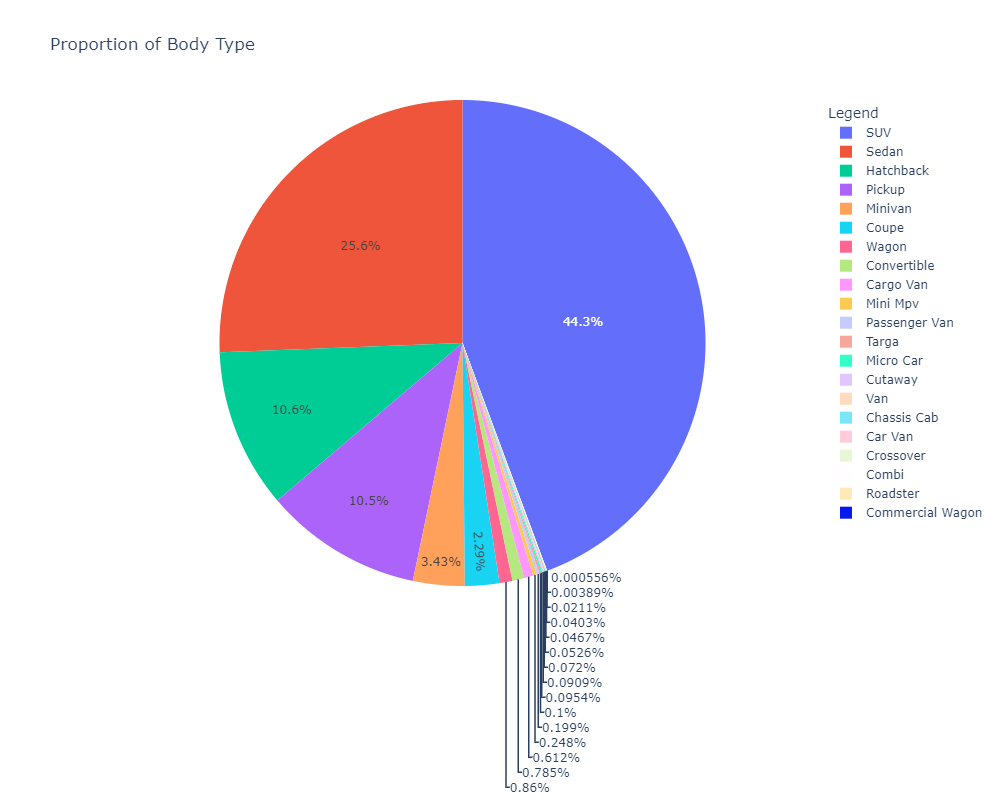 Proportion of Body Type
Legend
SUV
Sedan
Hatchback
Pickup
Minivan
Coupe
Wagon
Convertible
Cargo Van
Mini Mpv
Passenger Van
Targa
Micro Car
Cutaway
Van
Chassis Cab
Car Van
Crossover
Combi
Roadster
Commercial Wagon
25.6%
44.3%
10.6%
10.5%
3.43%
2.29%
0.000556%
0.00389%
0.0211%
0.0403%
0.0467%
0.0526%
0.072%
0.0909%
0.0954%
0.1%
0.199%
0.248%
0.612%
0.785%
0.86%